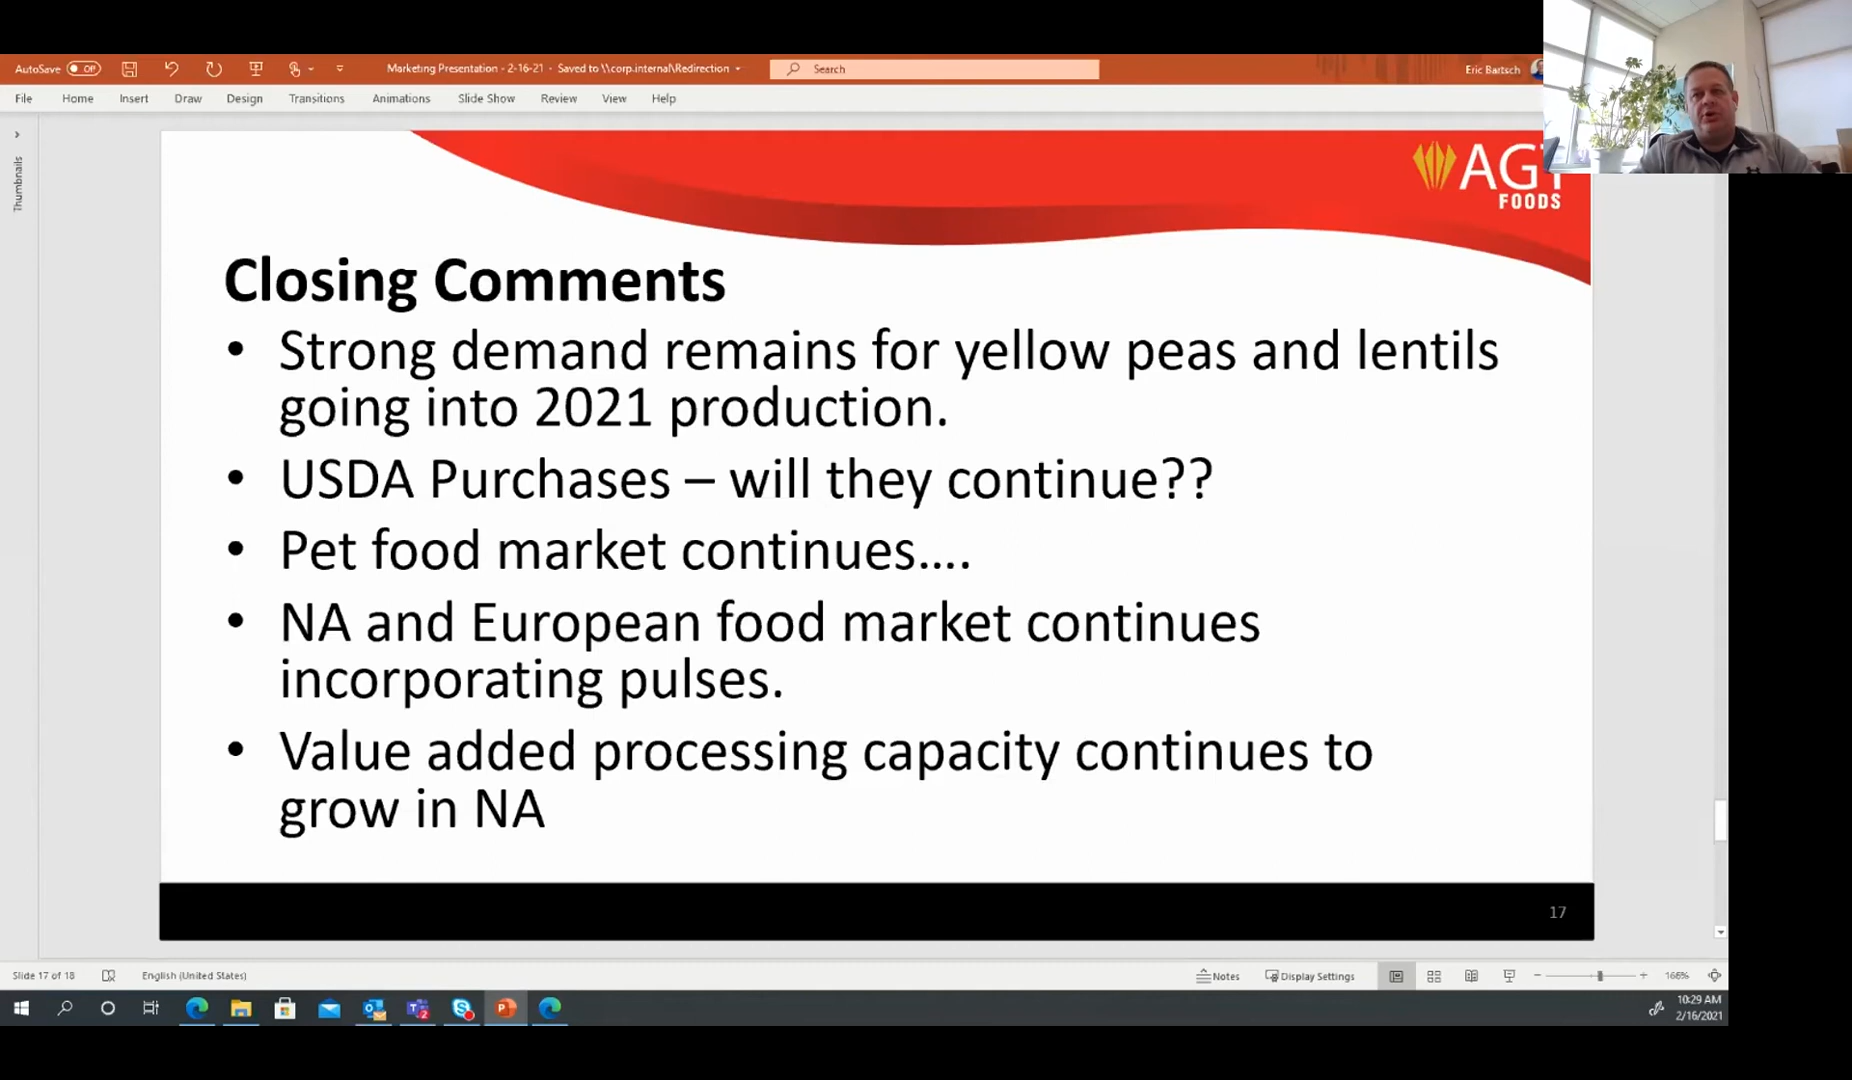 AutoSave Off
Marketing Presentation - 2-16-21 • Saved to \\corp.internal\Redirection
Search
Eric Bartsch
File Home Insert Draw Design Transitions Animations Slide Show Review View Help
Thumbnails
AGT
FOODS
Closing Comments
• Strong demand remains for yellow peas and lentils
going into 2021 production.
• USDA Purchases – will they continue??
• Pet food market continues....
• NA and European food market continues
incorporating pulses.
• Value added processing capacity continues to
grow in NA
17
Slide 17 of 18
English (United States)
Notes
Display Settings
166%
10:29 AM
2/16/2021